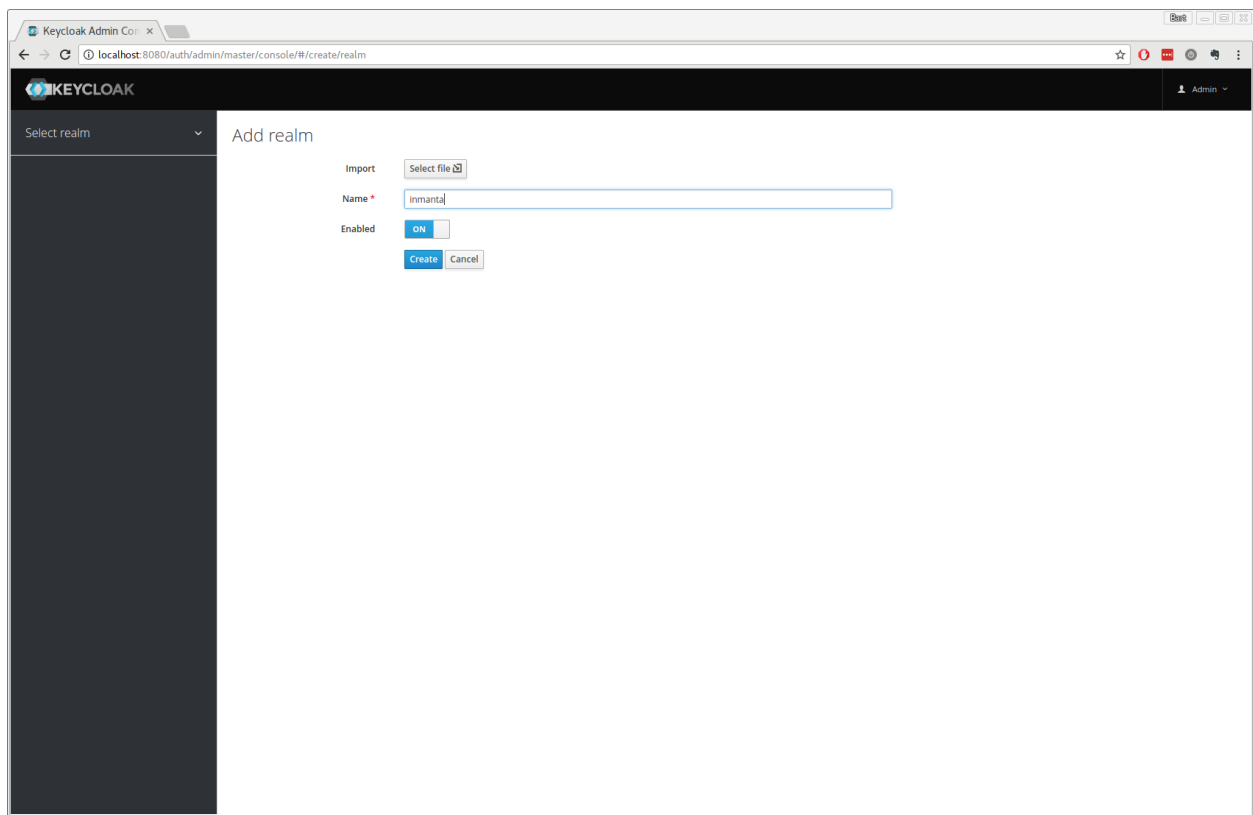 Bart
Keycloak Admin Con
localhost:8080/auth/admin/master/console/#/create/realm
KEYCLOAK
Admin
Select realm
Add realm
Import Select file
Name * inmanta
Enabled ON
Create Cancel